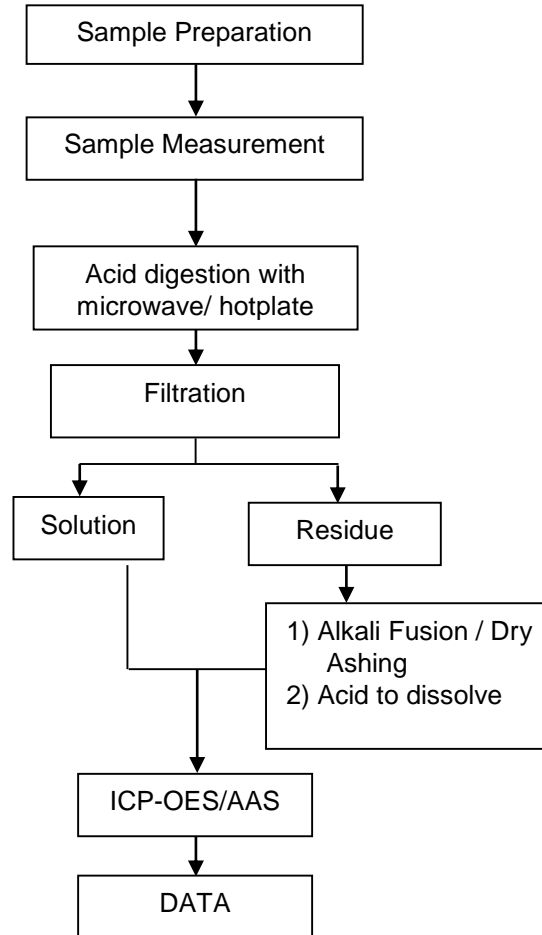 Sample Preparation
Sample Measurement
Acid digestion with
microwave/ hotplate
Filtration
Solution
Residue
1) Alkali Fusion / Dry
Ashing
2) Acid to dissolve
ICP-OES/AAS
DATA